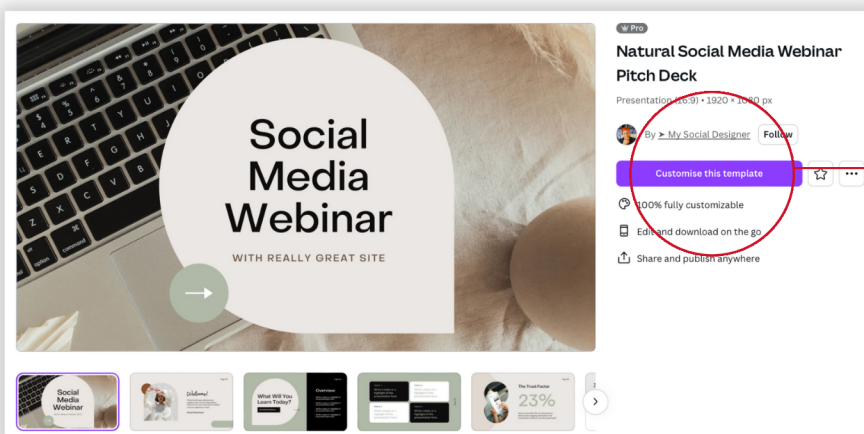 Pro
Natural Social Media Webinar
Pitch Deck
Presentation (16:9) • 1920 × 1080 px
By ➤ My Social Designer
Follow
Customise this template
100% fully customizable
Edit and download on the go
Share and publish anywhere
Social
Media
Webinar
WITH REALLY GREAT SITE
option
command
Social
Media
Webinar
Welcome!
What Will You
Learn Today?
Overview
The Trust Factor
23%